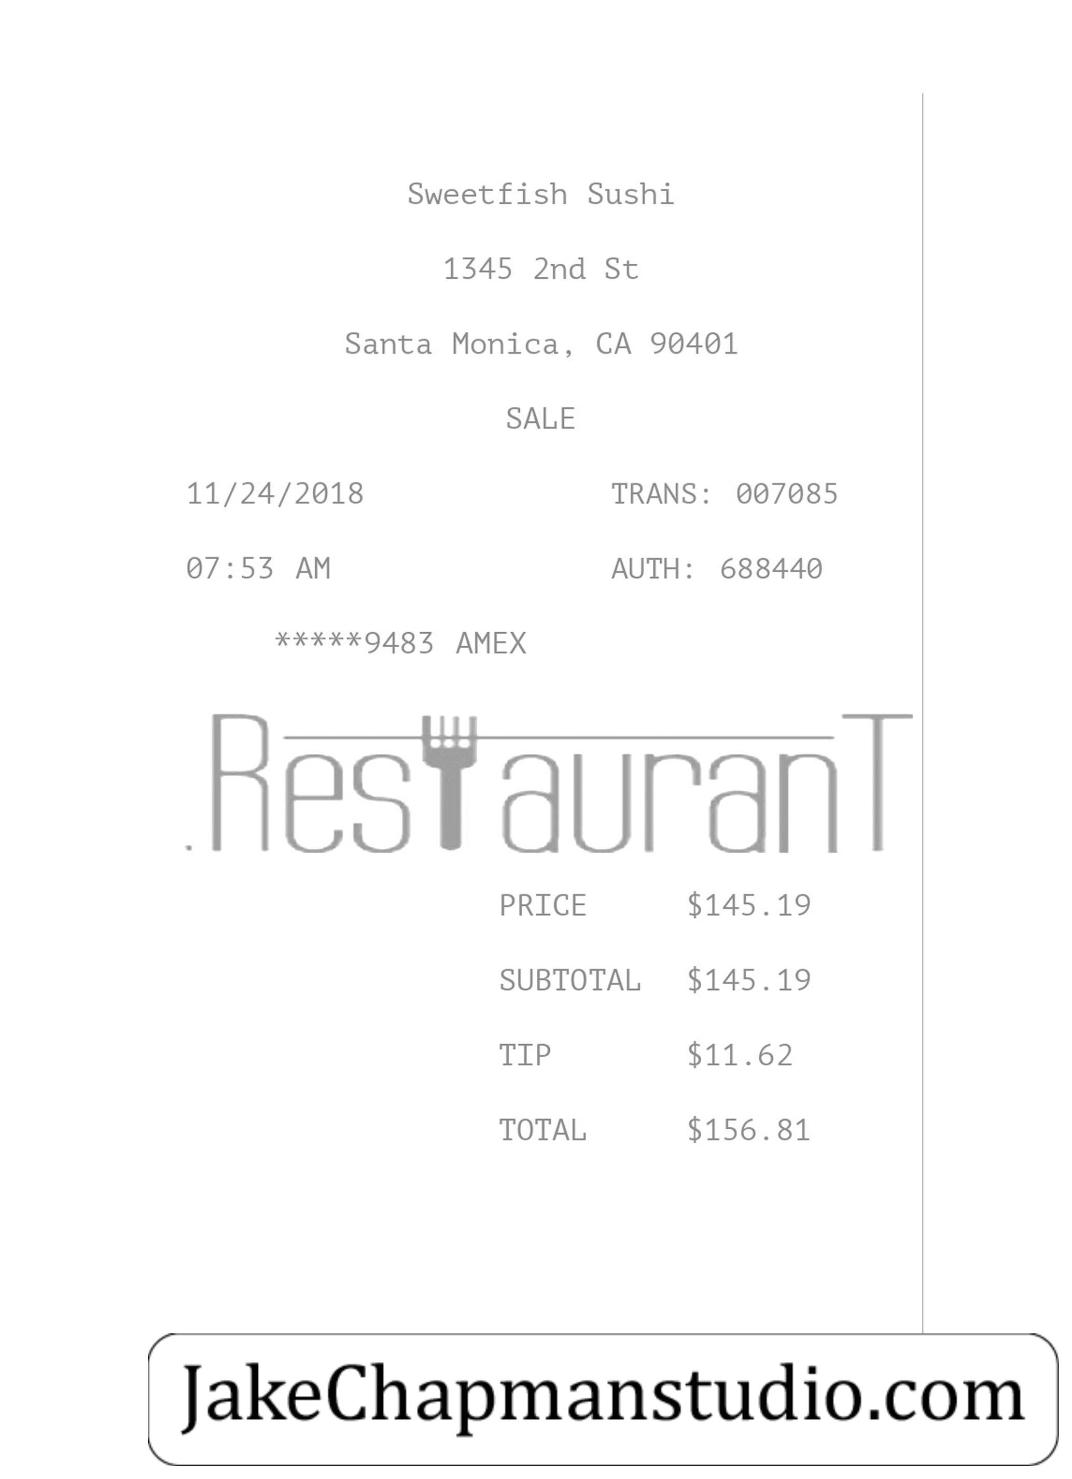 Sweetfish Sushi
1345 2nd St
Santa Monica, CA 90401
SALE
11/24/2018 TRANS: 007085
07:53 AM AUTH: 688440
*****9483 AMEX
.ResTauranT
PRICE $145.19
SUBTOTAL $145.19
TIP $11.62
TOTAL $156.81
JakeChapmanstudio.com